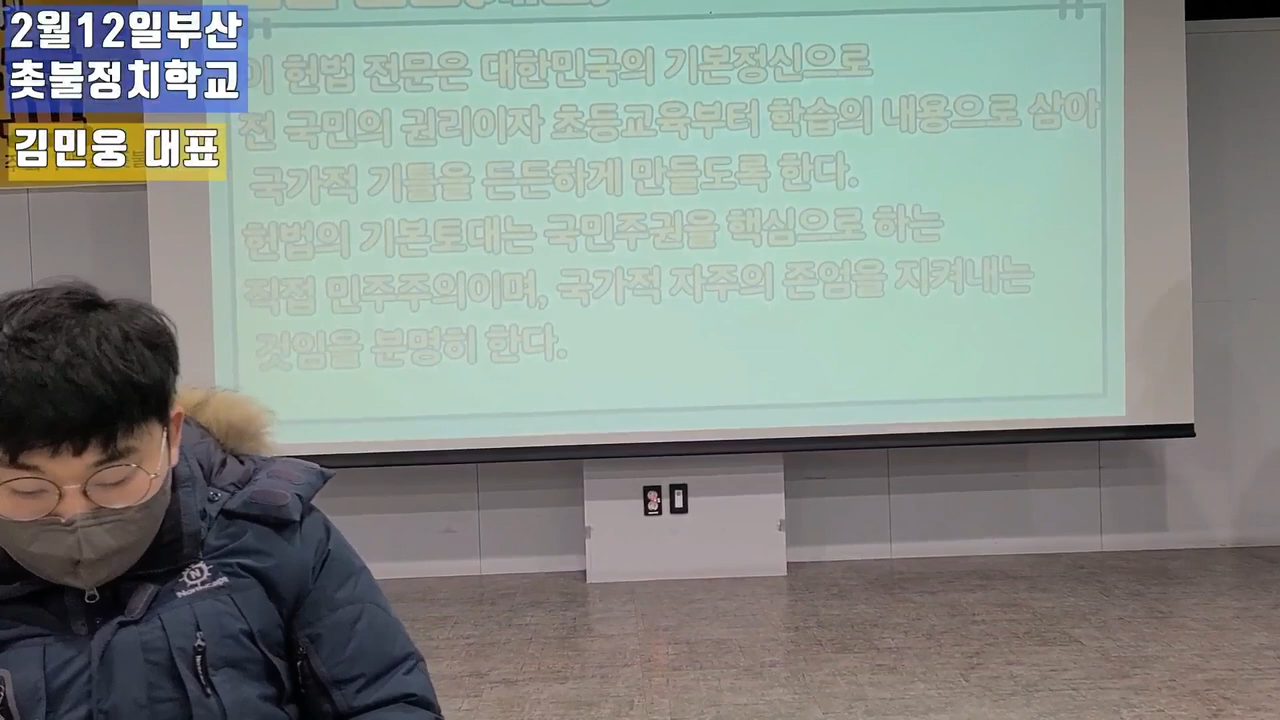 2월12일부산
촛불정치학교
김민웅 대표
이 헌법 전문은 대한민국의 기본정신으로
전 국민의 권리이자 초등교육부터 학습의 내용으로 삼아
국가적 기틀을 든든하게 만들도록 한다.
헌법의 기본토대는 국민주권을 핵심으로 하는
직접 민주주의이며, 국가적 자주의 존엄을 지켜내는
것임을 분명히 한다.
N